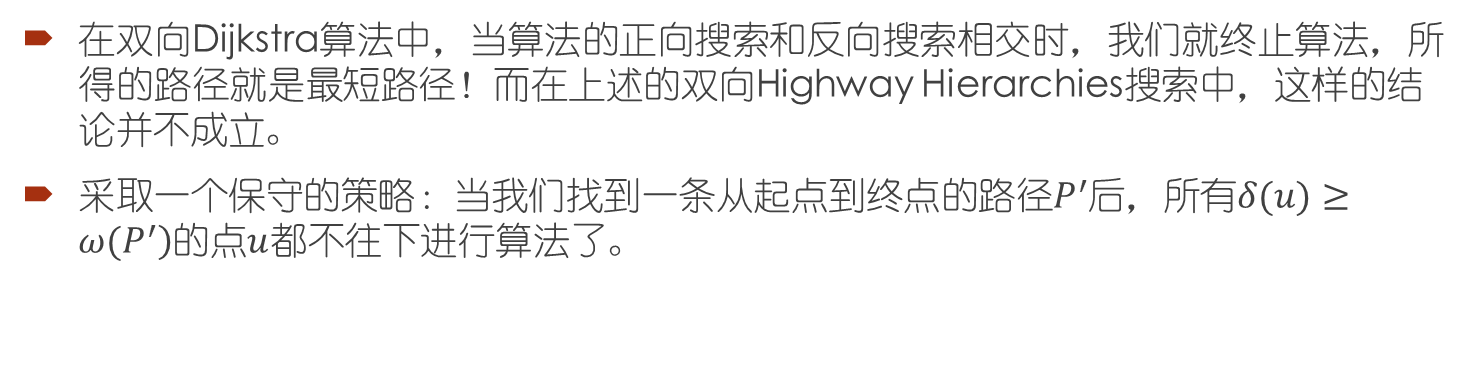 在双向Dijkstra算法中，当算法的正向搜索和反向搜索相交时，我们就终止算法，所
得的路径就是最短路径！而在上述的双向Highway Hierarchies搜索中，这样的结
论并不成立。
采取一个保守的策略：当我们找到一条从起点到终点的路径𝑃′后，所有𝛿(𝑢) ≥
𝜔(𝑃′)的点𝑢都不往下进行算法了。